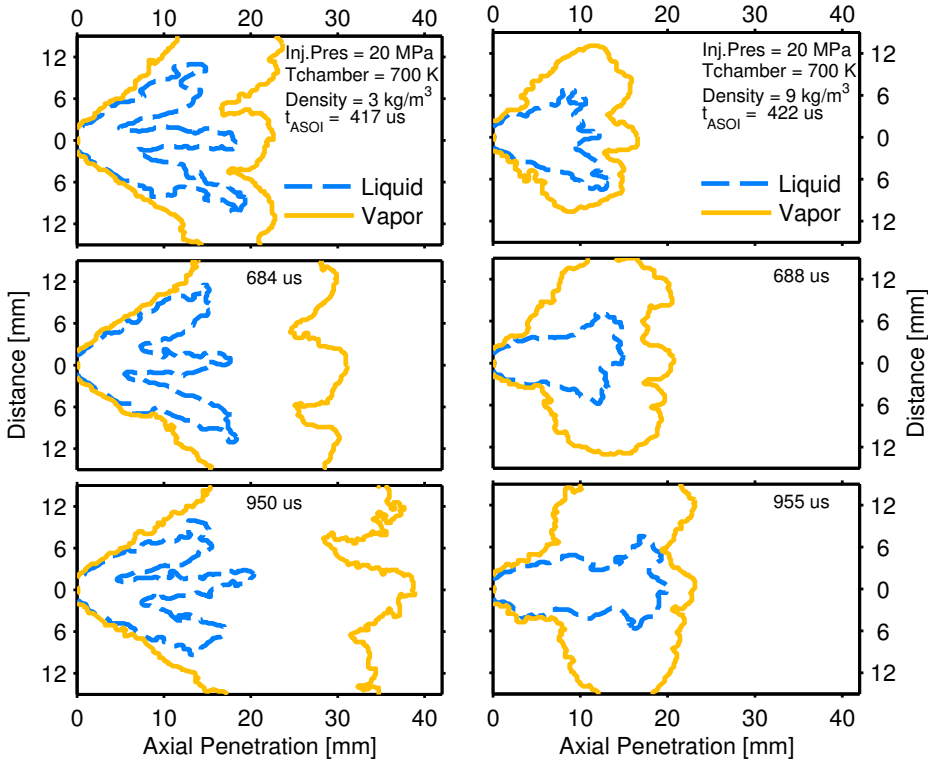 0 10 20 30 40
0 10 20 30 40
12
6
0
6
12
Inj.Pres = 20 MPa
Tchamber = 700 K
Density = 3 kg/m³
t_ASOI = 417 us
Liquid
Vapor
Inj.Pres = 20 MPa
Tchamber = 700 K
Density = 9 kg/m³
t_ASOI = 422 us
Liquid
Vapor
12
6
0
6
12
Distance [mm]
12
6
0
6
12
684 us
688 us
12
6
0
6
12
Distance [mm]
12
6
0
6
12
950 us
955 us
12
6
0
6
12
0 10 20 30 40
0 10 20 30 40
Axial Penetration [mm]
Axial Penetration [mm]